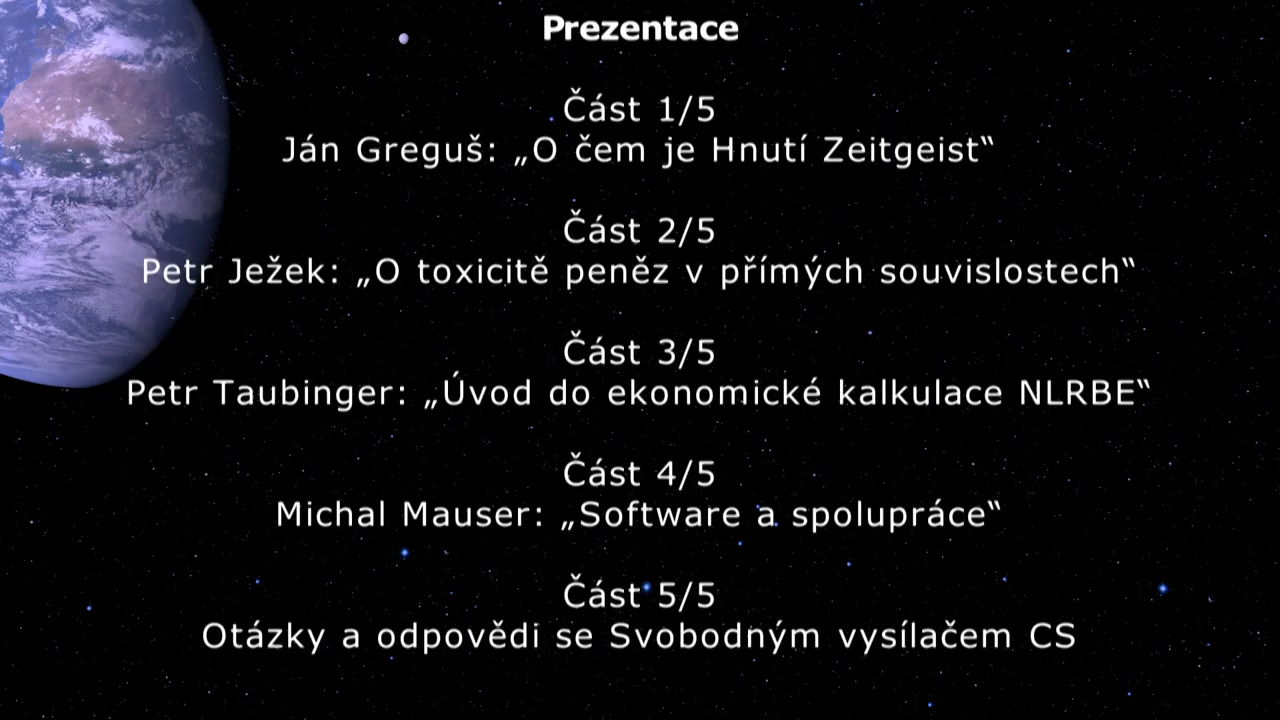 Prezentace
Část 1/5
Ján Greguš: „O čem je Hnutí Zeitgeist“
Část 2/5
Petr Ježek: „O toxicitě peněz v přímých souvislostech“
Část 3/5
Petr Taubinger: „Úvod do ekonomické kalkulace NLRBE“
Část 4/5
Michal Mauser: „Software a spolupráce“
Část 5/5
Otázky a odpovědi se Svobodným vysílačem CS